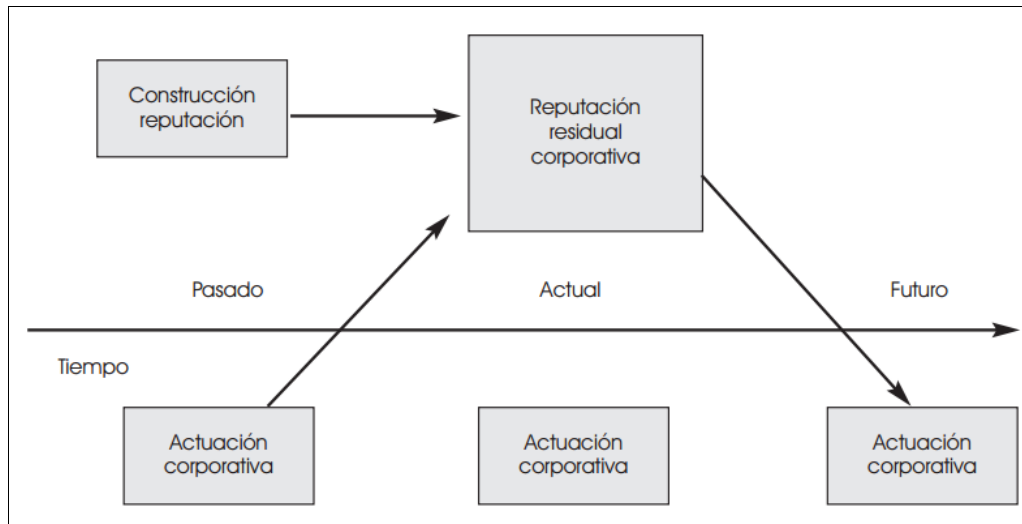 Construcción
reputación
Reputación
residual
corporativa
Pasado
Actual
Futuro
Tiempo
Actuación
corporativa
Actuación
corporativa
Actuación
corporativa